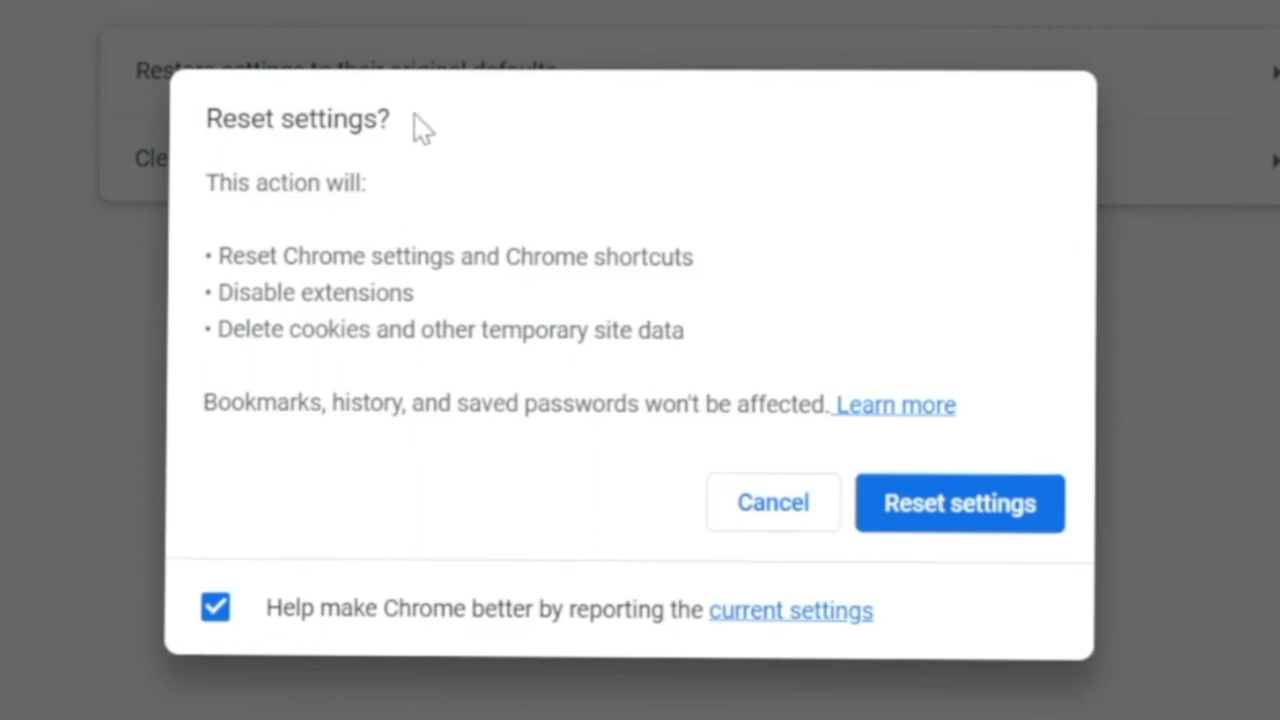 Reset settings?
This action will:
• Reset Chrome settings and Chrome shortcuts
• Disable extensions
• Delete cookies and other temporary site data
Bookmarks, history, and saved passwords won't be affected. Learn more
Cancel
Reset settings
Help make Chrome better by reporting the current settings